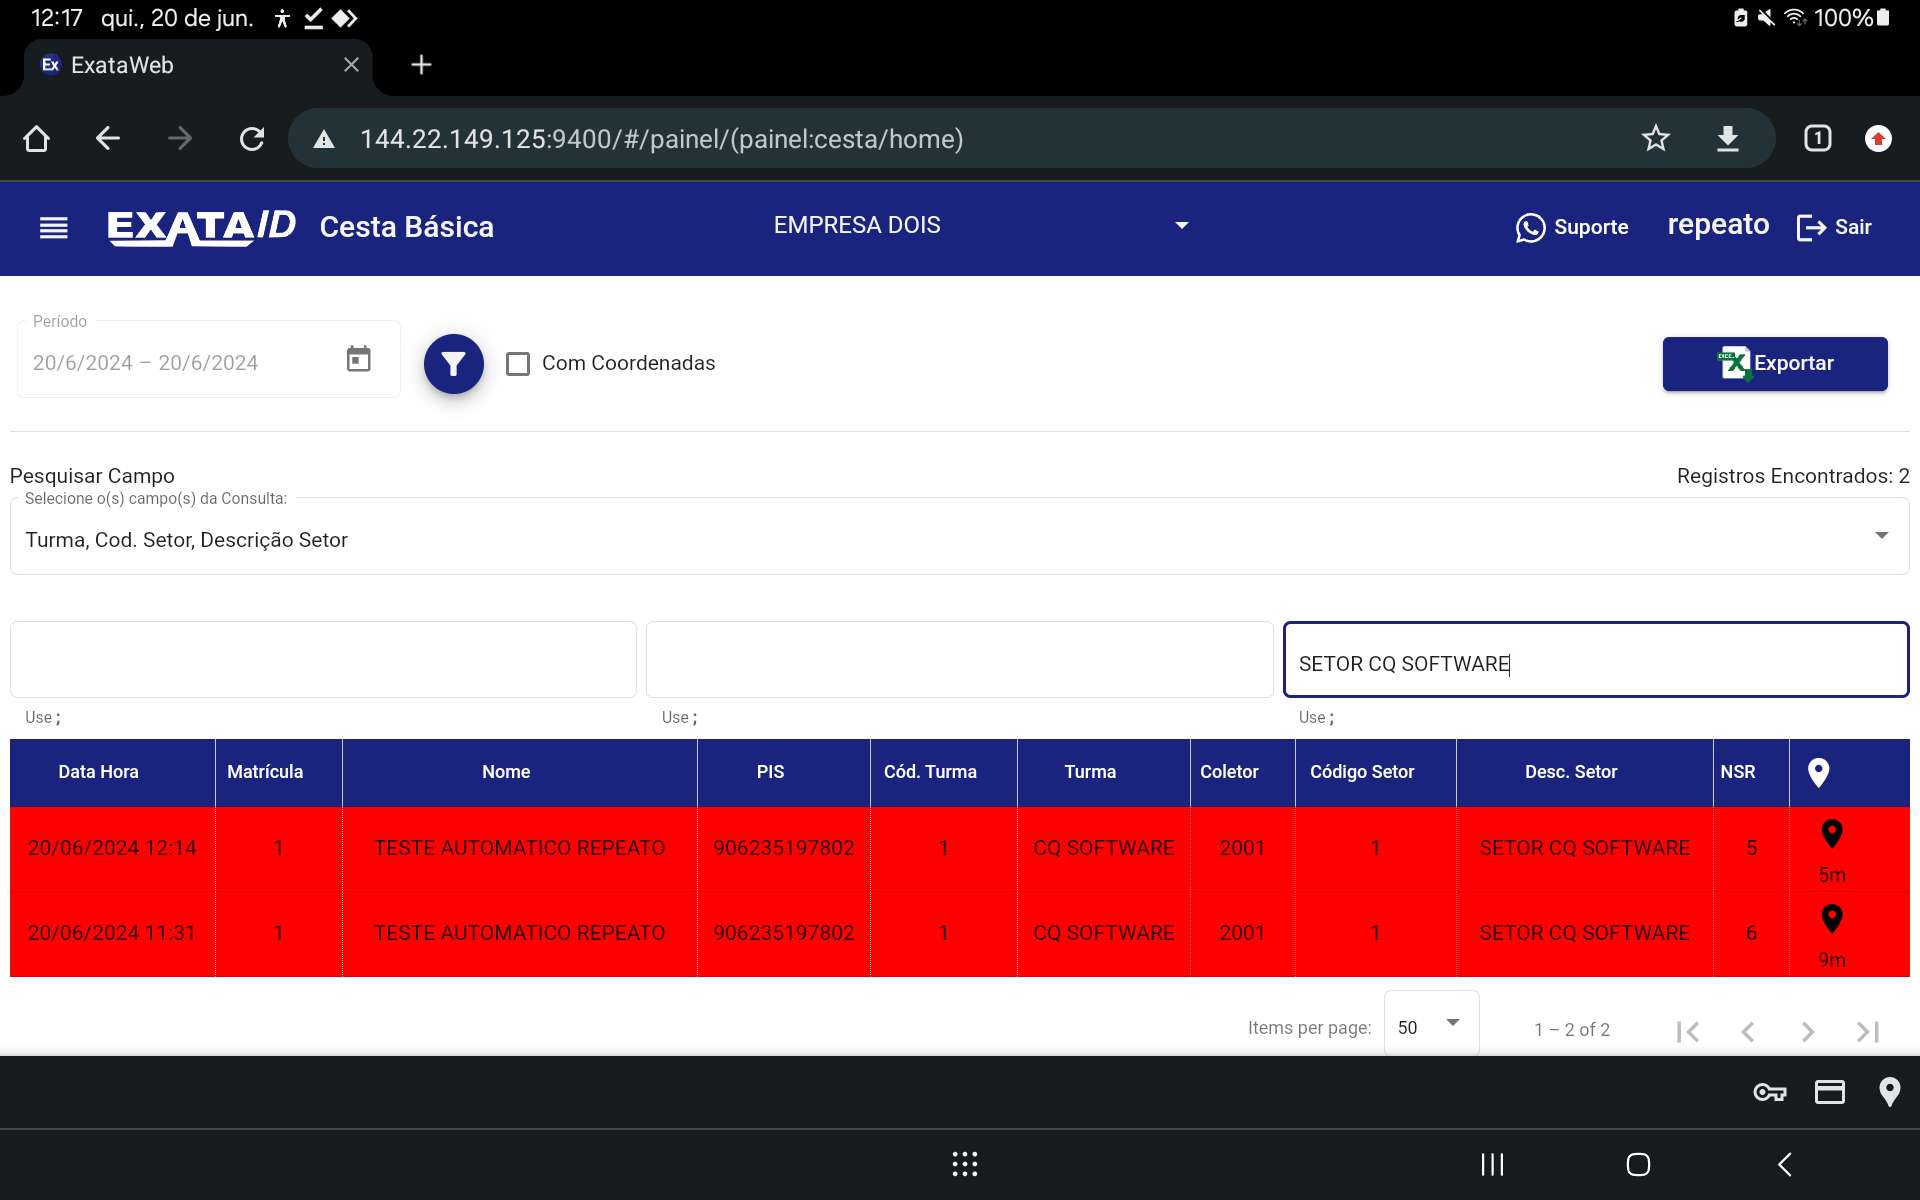 12:17 qui., 20 de jun. 100%
Ex ExataWeb
144.22.149.125:9400/#/painel/(painel:cesta/home) 1
EXATA/ID Cesta Básica EMPRESA DOIS Suporte repeato Sair
Período
20/6/2024 – 20/6/2024 Com Coordenadas Exportar
Pesquisar Campo Registros Encontrados: 2
Selecione o(s) campo(s) da Consulta:
Turma, Cod. Setor, Descrição Setor
SETOR CQ SOFTWARE
Use ; Use ; Use ;
Data Hora Matrícula Nome PIS Cód. Turma Turma Coletor Código Setor Desc. Setor NSR
20/06/2024 12:14 1 TESTE AUTOMATICO REPEATO 906235197802 1 CQ SOFTWARE 2001 1 SETOR CQ SOFTWARE 5
5m
20/06/2024 11:31 1 TESTE AUTOMATICO REPEATO 906235197802 1 CQ SOFTWARE 2001 1 SETOR CQ SOFTWARE 6
9m
Items per page: 50 1 – 2 of 2